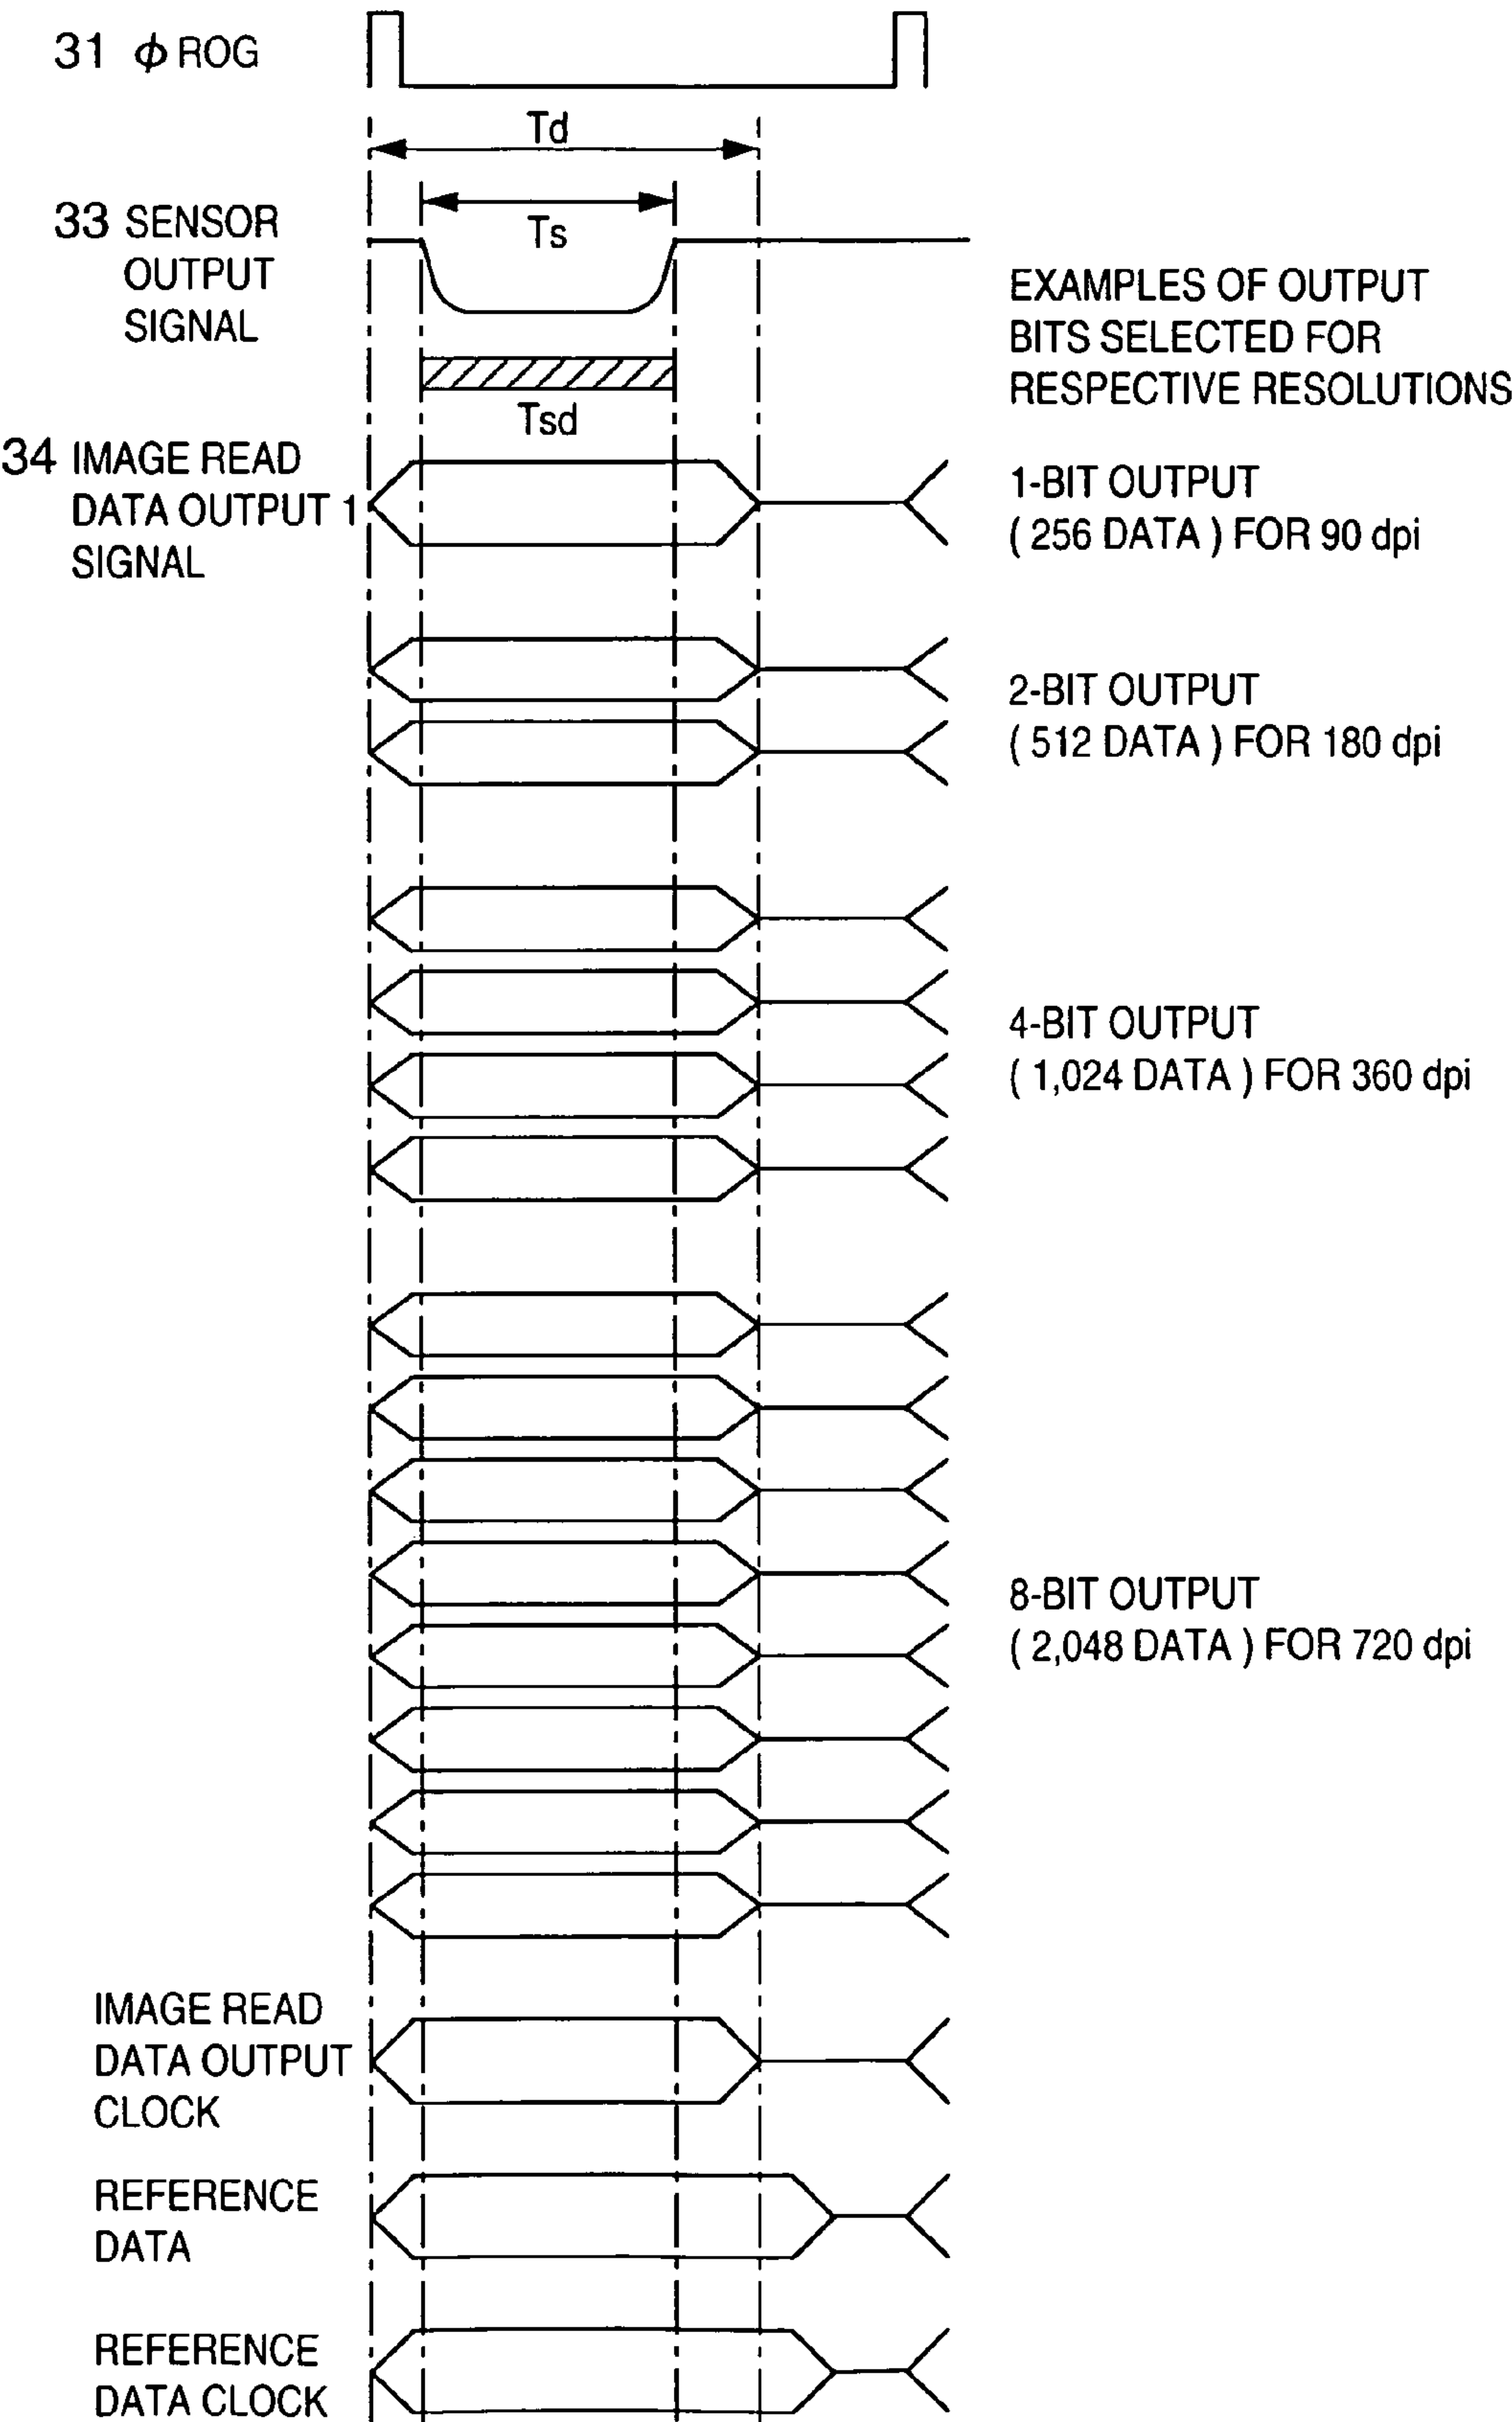 31 ϕ ROG
Td
33 SENSOR
OUTPUT
SIGNAL
Ts
Tsd
EXAMPLES OF OUTPUT
BITS SELECTED FOR
RESPECTIVE RESOLUTIONS
34 IMAGE READ
DATA OUTPUT 1
SIGNAL
1-BIT OUTPUT
( 256 DATA ) FOR 90 dpi
2-BIT OUTPUT
( 512 DATA ) FOR 180 dpi
4-BIT OUTPUT
( 1,024 DATA ) FOR 360 dpi
8-BIT OUTPUT
( 2,048 DATA ) FOR 720 dpi
IMAGE READ
DATA OUTPUT
CLOCK
REFERENCE
DATA
REFERENCE
DATA CLOCK